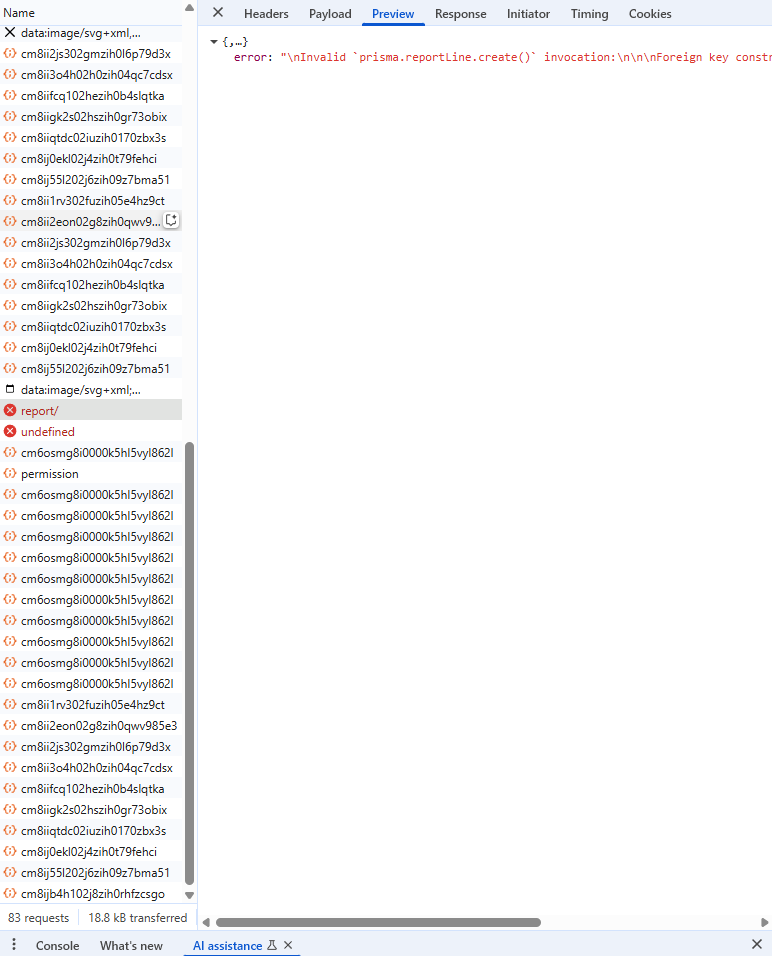 Name
Headers Payload Preview Response Initiator Timing Cookies
data:image/svg+xml,...
cm8ii2js302gmzih0l6p79d3x
cm8ii3o4h02h0zih04qc7cdsx
cm8iifcq102hezih0b4slqtka
cm8iigk2s02hszih0gr73obix
cm8iiqtdc02iuzih0170zbx3s
cm8ij0ekl02j4zih0t79fehci
cm8ij55l202j6zih09z7bma51
cm8ii1rv302fuzih05e4hz9ct
cm8ii2eon02g8zih0qwv9...
cm8ii2js302gmzih0l6p79d3x
cm8ii3o4h02h0zih04qc7cdsx
cm8iifcq102hezih0b4slqtka
cm8iigk2s02hszih0gr73obix
cm8iiqtdc02iuzih0170zbx3s
cm8ij0ekl02j4zih0t79fehci
cm8ij55l202j6zih09z7bma51
data:image/svg+xml;...
report/
undefined
cm6osmg8i0000k5hl5vyl862l
permission
cm6osmg8i0000k5hl5vyl862l
cm6osmg8i0000k5hl5vyl862l
cm6osmg8i0000k5hl5vyl862l
cm6osmg8i0000k5hl5vyl862l
cm6osmg8i0000k5hl5vyl862l
cm6osmg8i0000k5hl5vyl862l
cm6osmg8i0000k5hl5vyl862l
cm6osmg8i0000k5hl5vyl862l
cm6osmg8i0000k5hl5vyl862l
cm6osmg8i0000k5hl5vyl862l
cm8ii1rv302fuzih05e4hz9ct
cm8ii2eon02g8zih0qwv985e3
cm8ii2js302gmzih0l6p79d3x
cm8ii3o4h02h0zih04qc7cdsx
cm8iifcq102hezih0b4slqtka
cm8iigk2s02hszih0gr73obix
cm8iiqtdc02iuzih0170zbx3s
cm8ij0ekl02j4zih0t79fehci
cm8ij55l202j6zih09z7bma51
cm8ijb4h102j8zih0rhfzcsgo
{,…}
error: "\nInvalid `prisma.reportLine.create()` invocation:\n\n\nForeign key constr
83 requests 18.8 kB transferred
Console What's new AI assistance